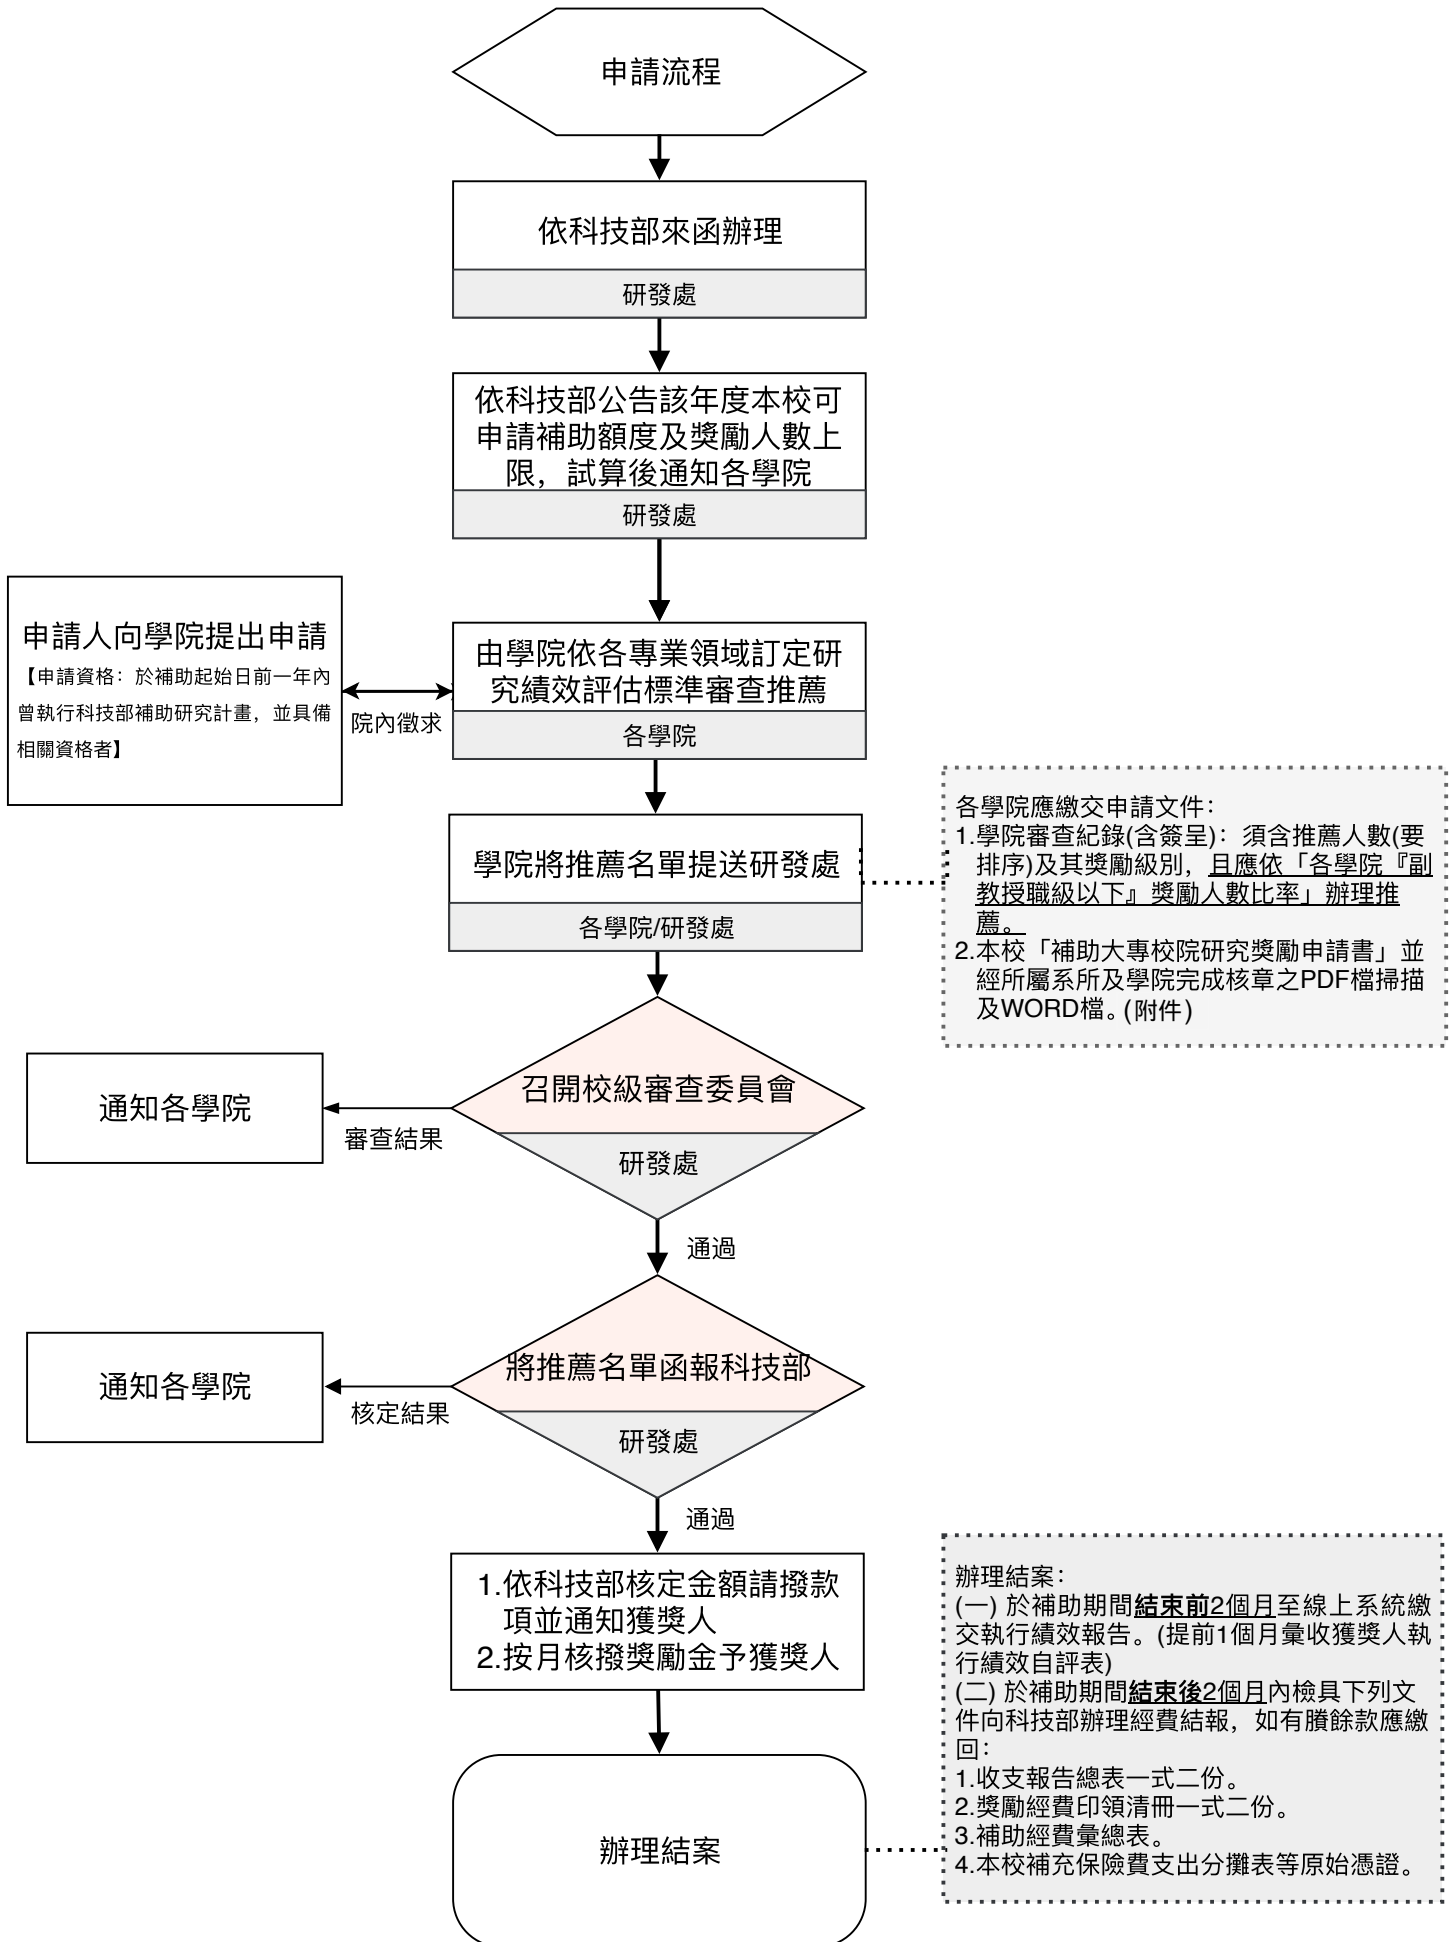 申請流程
依科技部來函辦理
研發處
依科技部公告該年度本校可
申請補助額度及獎勵人數上
限，試算後通知各學院
研發處
申請人向學院提出申請
【申請資格：於補助起始日前一年內
曾執行科技部補助研究計畫，並具備
相關資格者】
院內徵求
由學院依各專業領域訂定研
究績效評估標準審查推薦
各學院
學院將推薦名單提送研發處
各學院/研發處
各學院應繳交申請文件：
1.學院審查紀錄(含簽呈)：須含推薦人數(要
排序)及其獎勵級別，且應依「各學院『副
教授職級以下』獎勵人數比率」辦理推
薦。
2.本校「補助大專校院研究獎勵申請書」並
經所屬系所及學院完成核章之PDF檔掃描
及WORD檔。(附件)
召開校級審查委員會
研發處
審查結果
通知各學院
通過
將推薦名單函報科技部
研發處
核定結果
通知各學院
通過
1.依科技部核定金額請撥款
項並通知獲獎人
2.按月核撥獎勵金予獲獎人
辦理結案
辦理結案：
(一) 於補助期間結束前2個月至線上系統繳
交執行績效報告。(提前1個月彙收獲獎人執
行績效自評表)
(二) 於補助期間結束後2個月內檢具下列文
件向科技部辦理經費結報，如有賸餘款應繳
回：
1.收支報告總表一式二份。
2.獎勵經費印領清冊一式二份。
3.補助經費彙總表。
4.本校補充保險費支出分攤表等原始憑證。